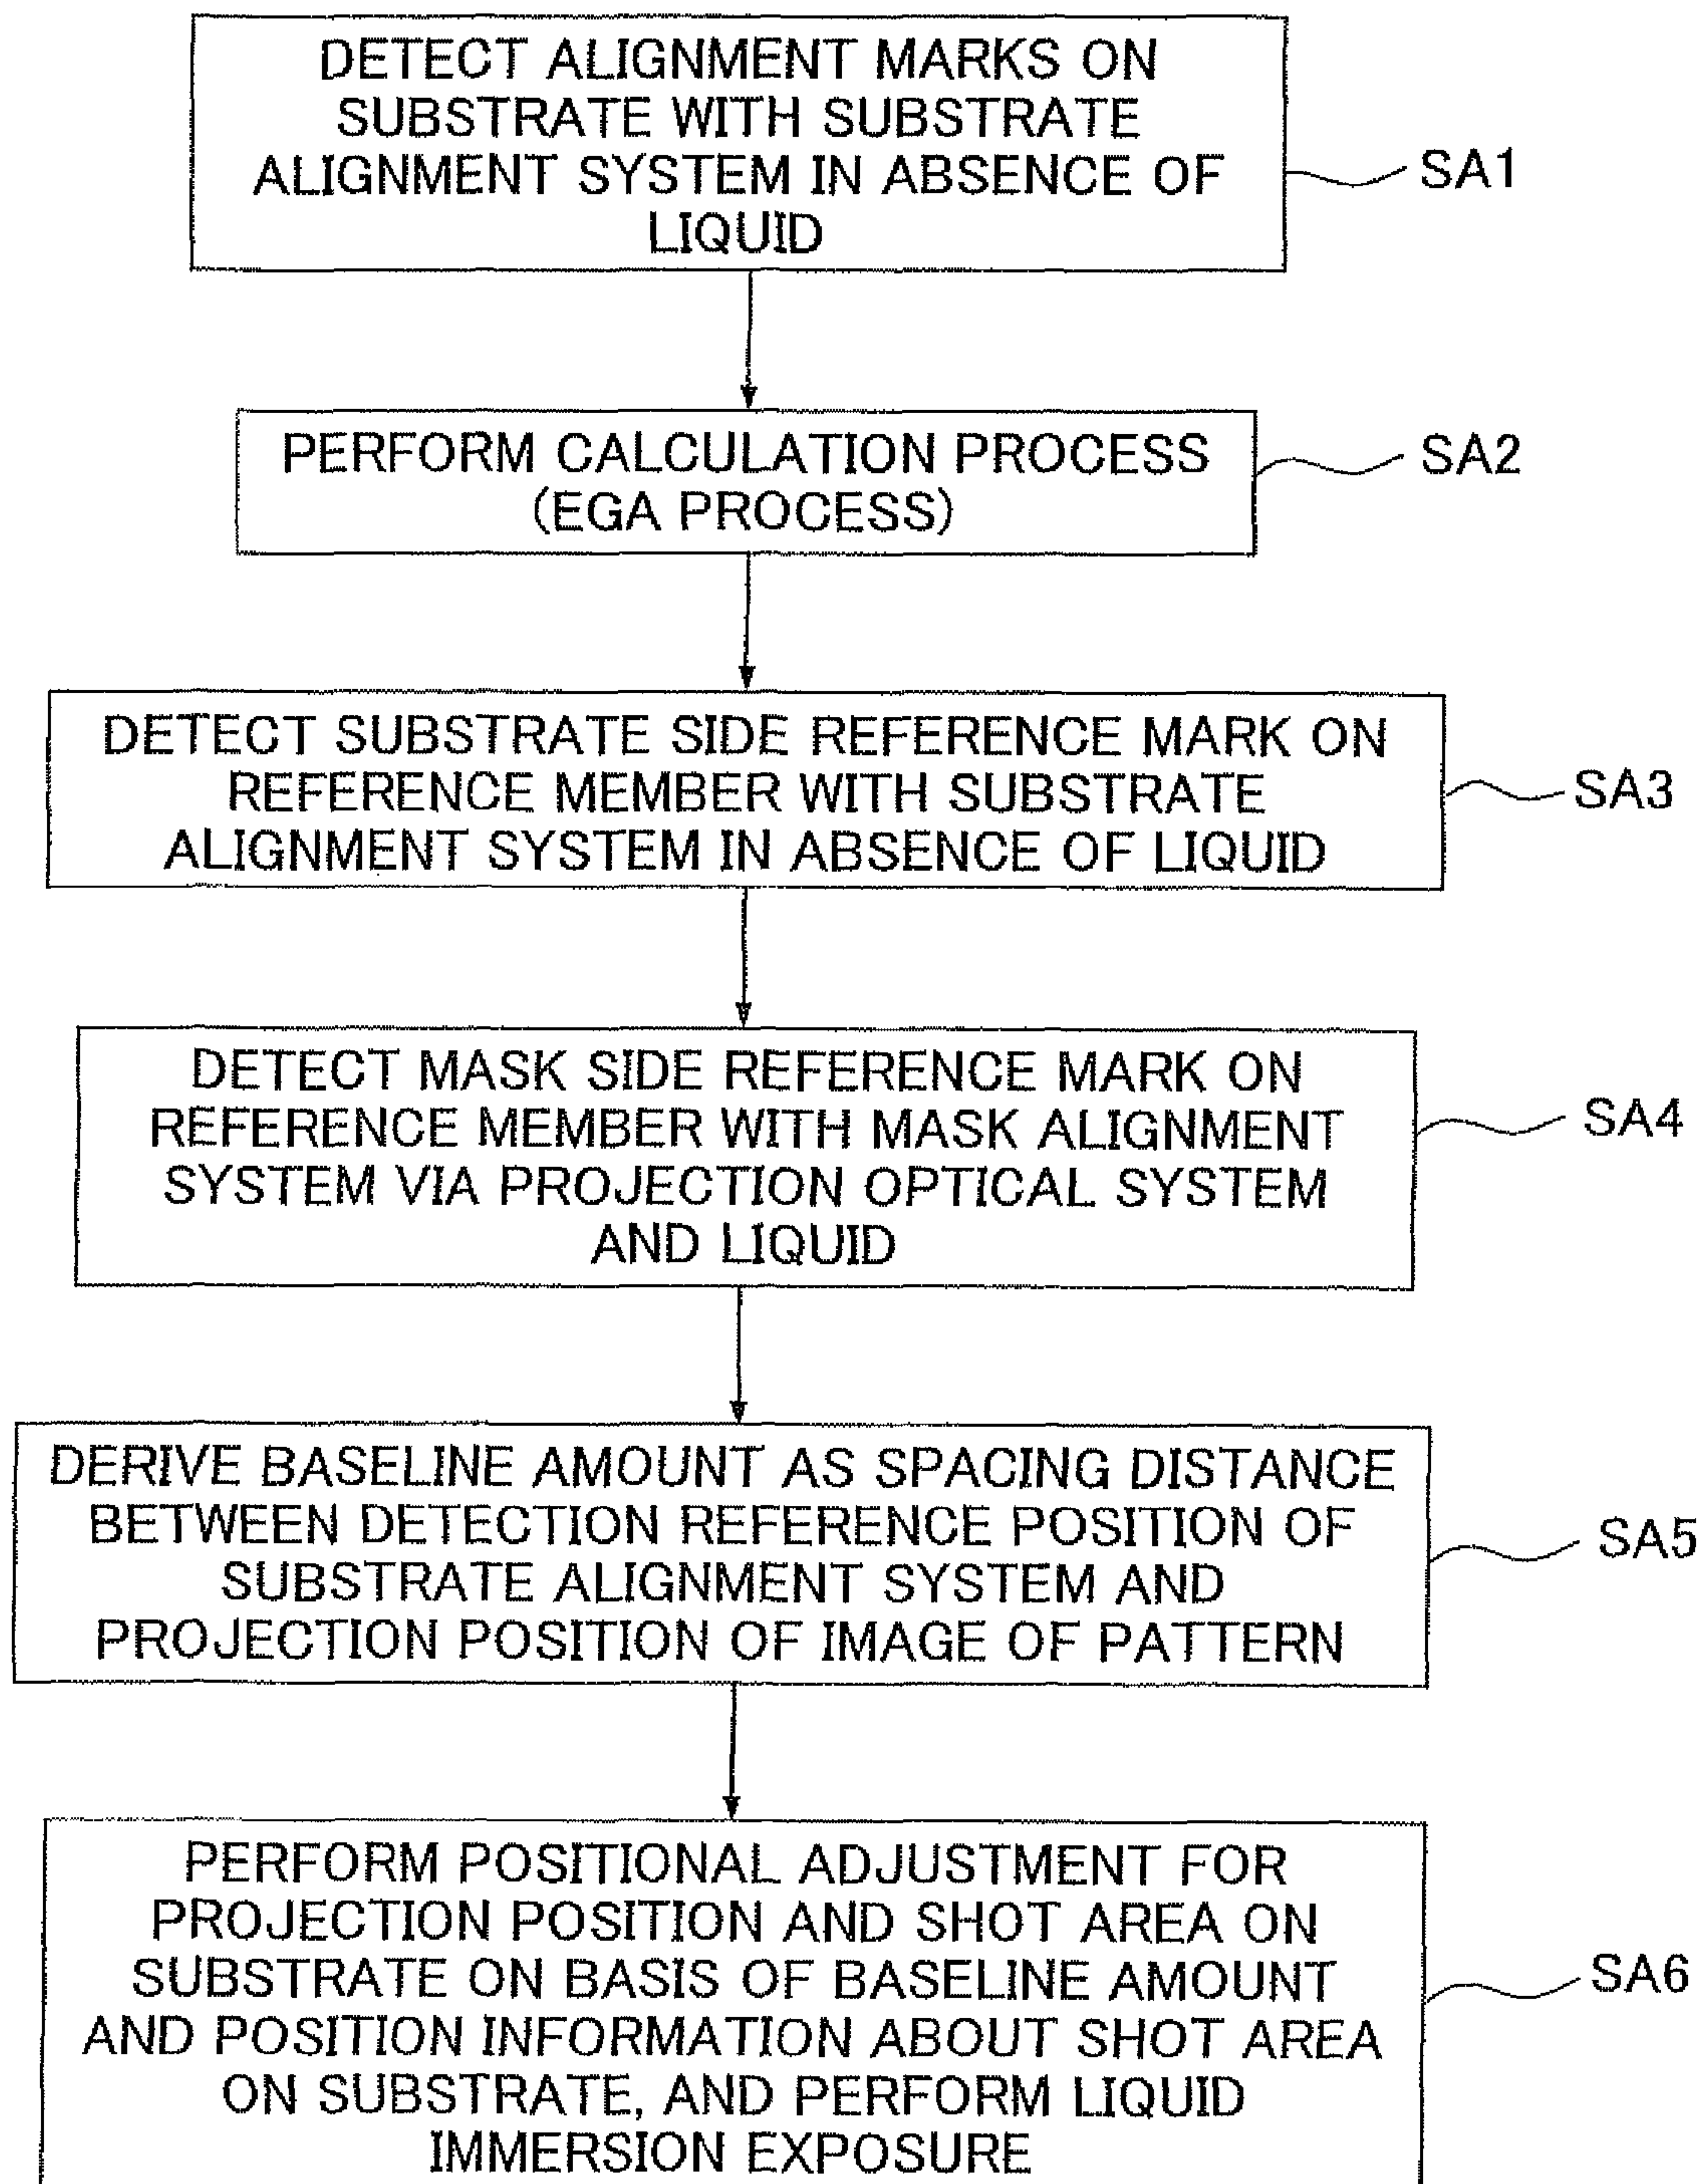 DETECT ALIGNMENT MARKS ON
SUBSTRATE WITH SUBSTRATE
ALIGNMENT SYSTEM IN ABSENCE OF
LIQUID
SA1
PERFORM CALCULATION PROCESS
(EGA PROCESS)
SA2
DETECT SUBSTRATE SIDE REFERENCE MARK ON
REFERENCE MEMBER WITH SUBSTRATE
ALIGNMENT SYSTEM IN ABSENCE OF LIQUID
SA3
DETECT MASK SIDE REFERENCE MARK ON
REFERENCE MEMBER WITH MASK ALIGNMENT
SYSTEM VIA PROJECTION OPTICAL SYSTEM
AND LIQUID
SA4
DERIVE BASELINE AMOUNT AS SPACING DISTANCE
BETWEEN DETECTION REFERENCE POSITION OF
SUBSTRATE ALIGNMENT SYSTEM AND
PROJECTION POSITION OF IMAGE OF PATTERN
SA5
PERFORM POSITIONAL ADJUSTMENT FOR
PROJECTION POSITION AND SHOT AREA ON
SUBSTRATE ON BASIS OF BASELINE AMOUNT
AND POSITION INFORMATION ABOUT SHOT AREA
ON SUBSTRATE, AND PERFORM LIQUID
IMMERSION EXPOSURE
SA6